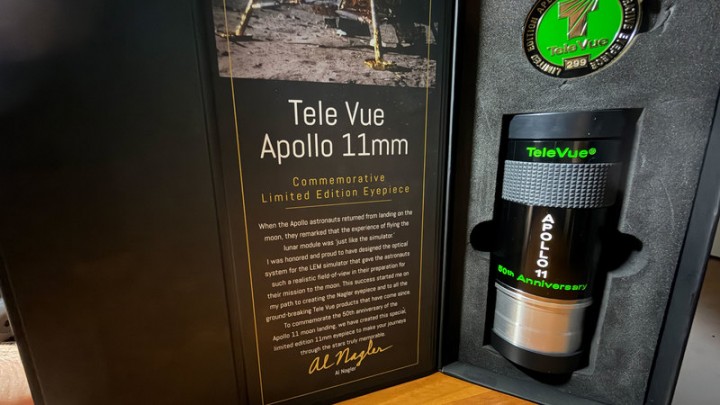 Tele Vue
Apollo 11mm
Commemorative
Limited Edition Eyepiece
When the Apollo astronauts returned from landing on the
moon, they remarked that the experience of flying the
lunar module was 'just like the simulator.'
I was honored and proud to have designed the optical
system for the LEM simulator that gave the astronauts
such a realistic field-of-view in their preparation for
their mission to the moon. This success started me on
my path to creating the Nagler eyepiece and to all the
ground-breaking Tele Vue products that have come since.
To commemorate the 50th anniversary of the
Apollo 11 moon landing, we have created this special,
limited edition 11mm eyepiece to make your journeys
through the stars truly memorable.
Al Nagler
Al Nagler
LIMITED EDITION
TeleVue
299
TeleVue®
APOLLO 11
50th Anniversary